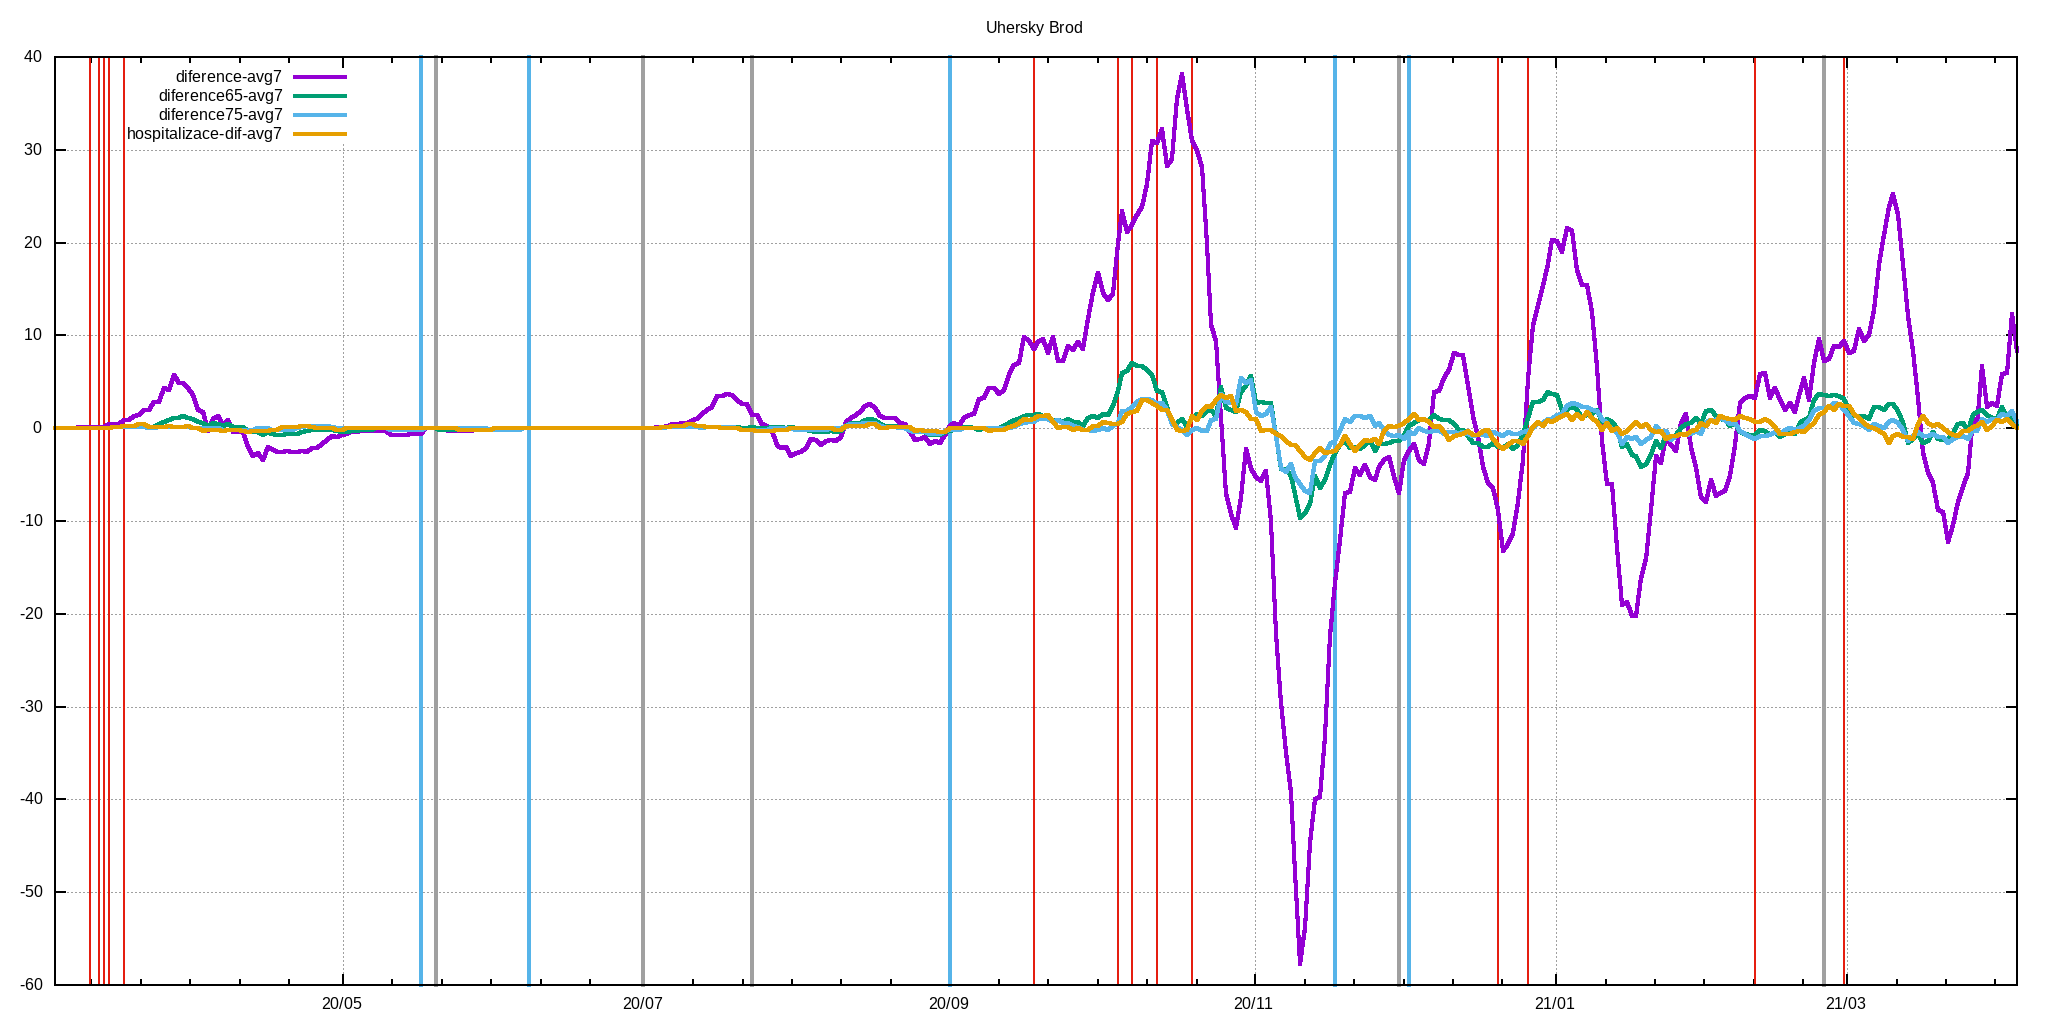 Uhersky Brod
40
30
20
10
0
-10
-20
-30
-40
-50
-60
diference-avg7
diference65-avg7
diference75-avg7
hospitalizace-dif-avg7
20/05 20/07 20/09 20/11 21/01 21/03